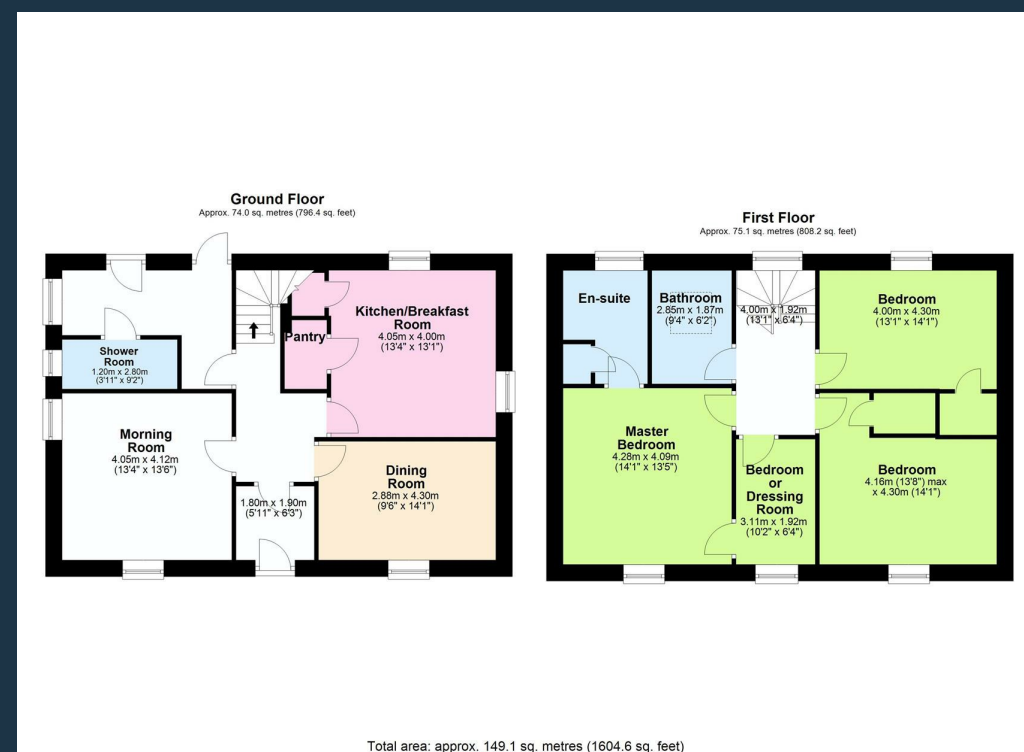 Ground Floor
Approx. 74.0 sq. metres (796.4 sq. feet)
Kitchen/Breakfast
Room
4.05m x 4.00m
(13'4" x 13'1")
Pantry
Shower
Room
1.20m x 2.80m
(3'11" x 9'2")
Morning
Room
4.05m x 4.12m
(13'4" x 13'6")
Dining
Room
2.88m x 4.30m
(9'6" x 14'1")
1.80m x 1.90m
(5'11" x 6'3")
First Floor
Approx. 75.1 sq. metres (808.2 sq. feet)
En-suite
Bathroom
2.85m x 1.87m
(9'4" x 6'2")
4.00m x 1.92m
(13'1" x 6'4")
Bedroom
4.00m x 4.30m
(13'1" x 14'1")
Master
Bedroom
4.28m x 4.09m
(14'1" x 13'5")
Bedroom
or
Dressing
Room
3.11m x 1.92m
(10'2" x 6'4")
Bedroom
4.16m (13'8") max
x 4.30m (14'1")
Total area: approx. 149.1 sq. metres (1604.6 sq. feet)